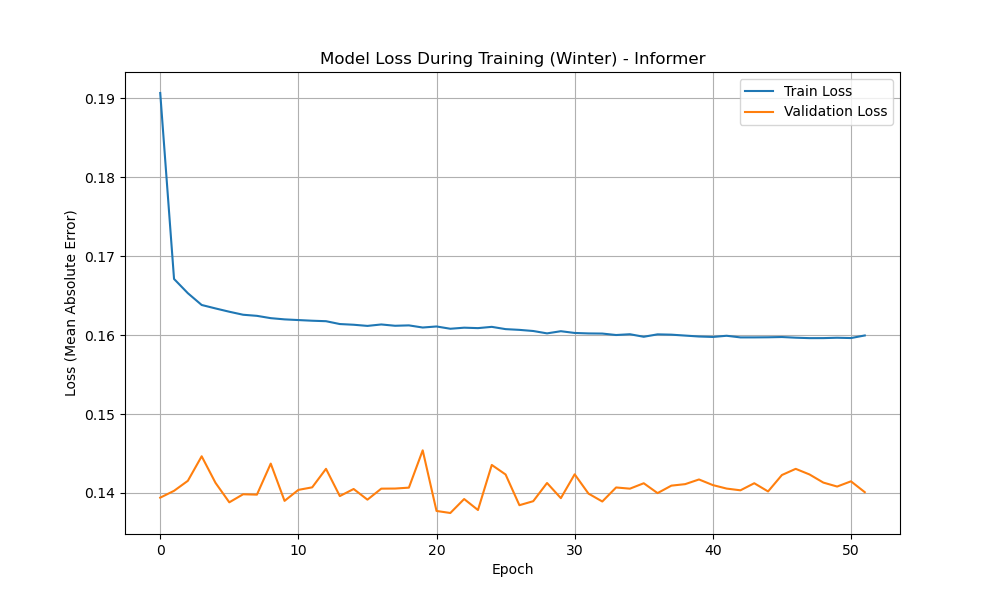 Model Loss During Training (Winter) - Informer
Train Loss
Validation Loss
Loss (Mean Absolute Error)
0.19
0.18
0.17
0.16
0.15
0.14
0 10 20 30 40 50
Epoch